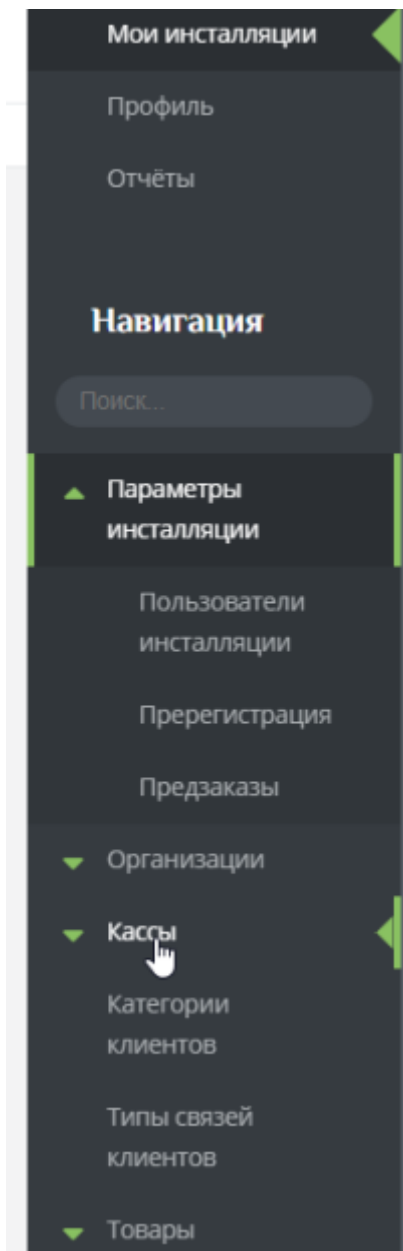 Мои инсталляции
Профиль
Отчёты
Навигация
Поиск...
Параметры
инсталляции
Пользователи
инсталляции
Пререгистрация
Предзаказы
Организации
Кассы
Категории
клиентов
Типы связей
клиентов
Товары